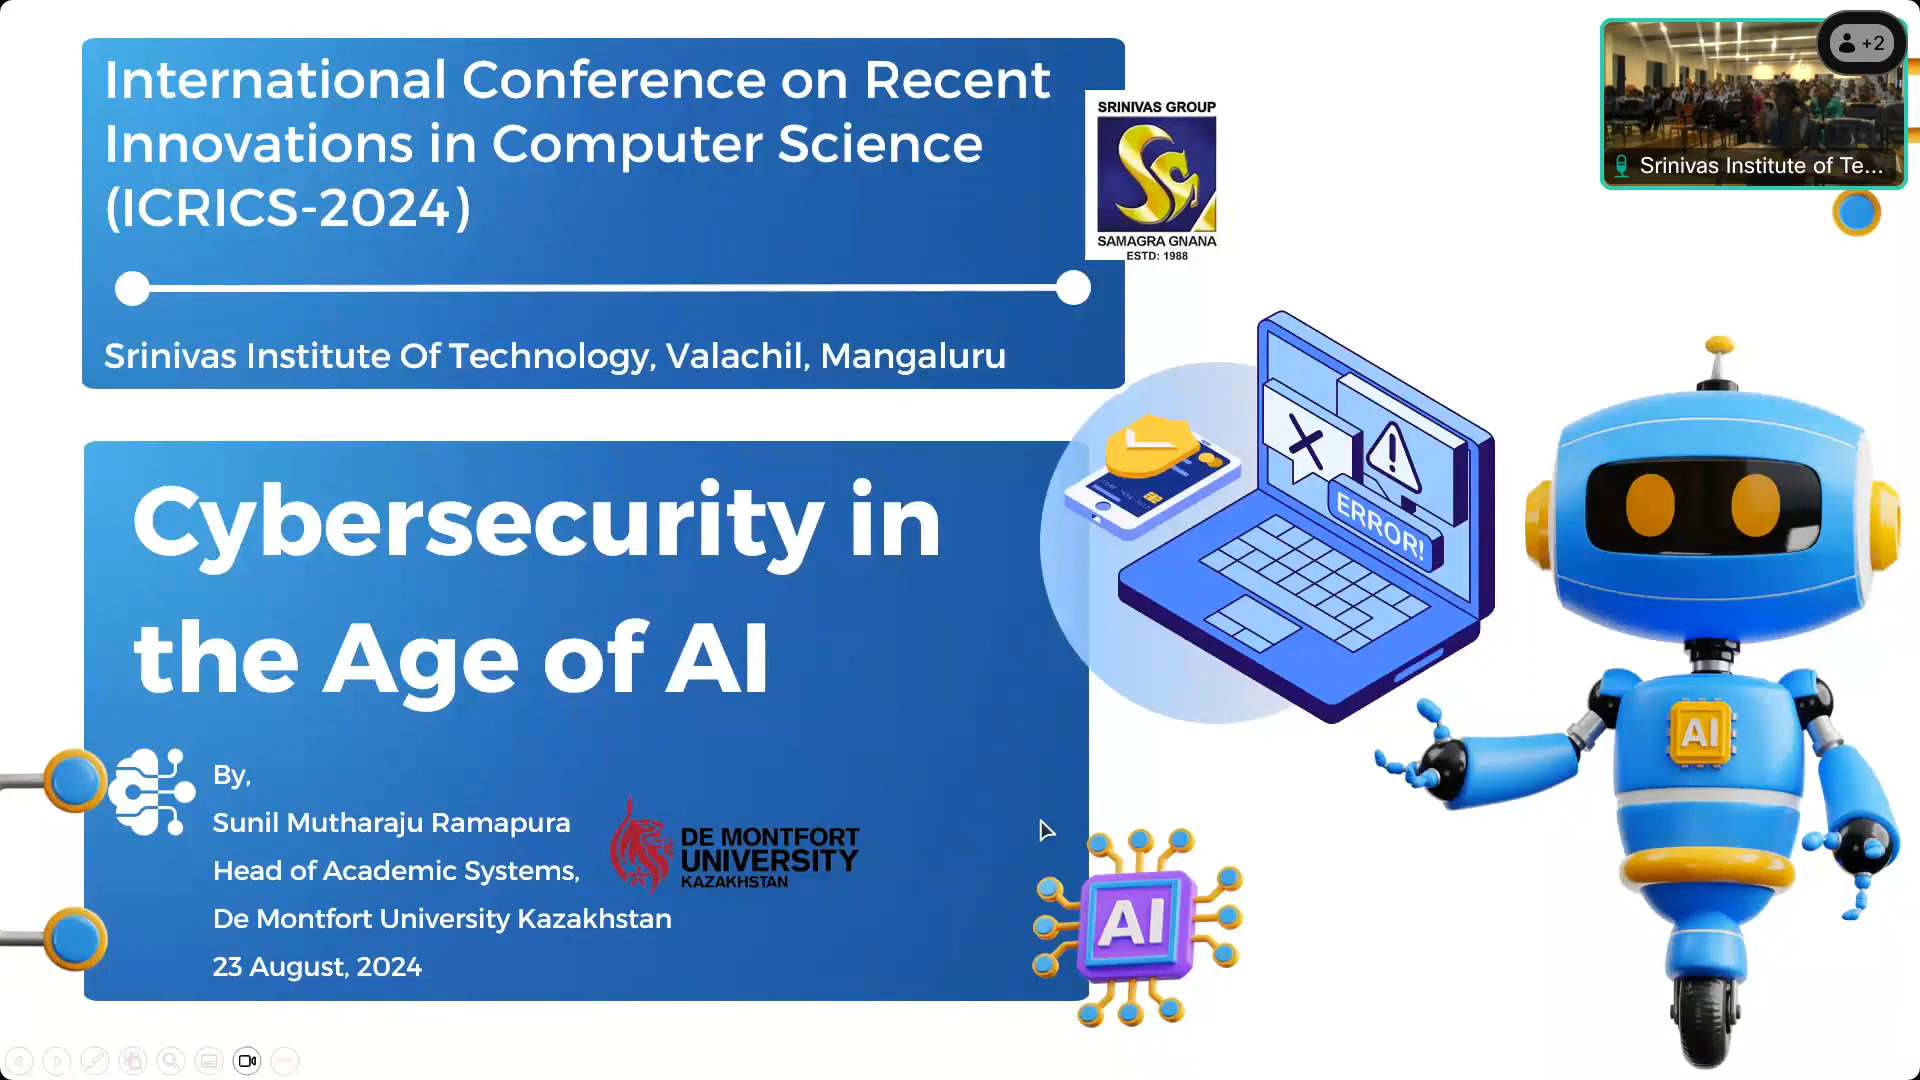 International Conference on Recent
Innovations in Computer Science
(ICRICS-2024)
Srinivas Institute Of Technology, Valachil, Mangaluru
SRINIVAS GROUP
SAMAGRA GNANA
ESTD: 1988
+2
Srinivas Institute of Te...
Cybersecurity in
the Age of AI
By,
Sunil Mutharaju Ramapura
Head of Academic Systems,
De Montfort University Kazakhstan
23 August, 2024
DE MONTFORT
UNIVERSITY
KAZAKHSTAN
ERROR!
AI
AI